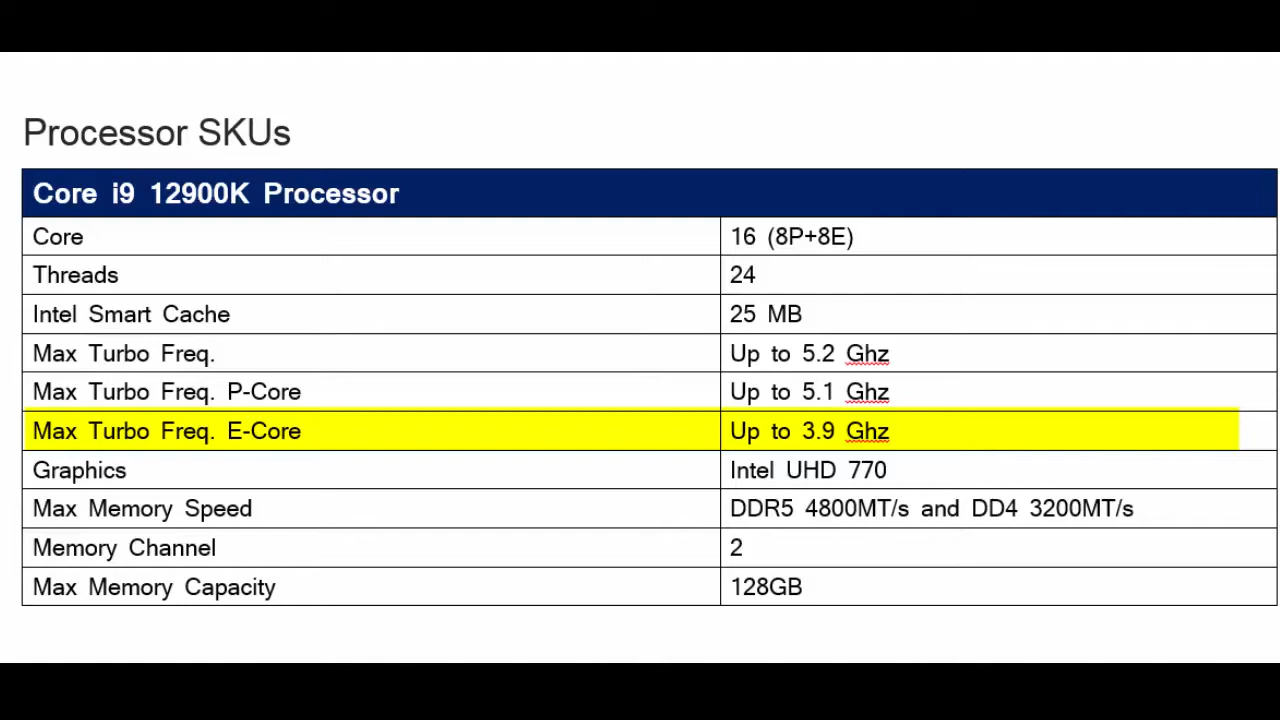 Processor SKUs
Core i9 12900K Processor
Core 16 (8P+8E)
Threads 24
Intel Smart Cache 25 MB
Max Turbo Freq. Up to 5.2 Ghz
Max Turbo Freq. P-Core Up to 5.1 Ghz
Max Turbo Freq. E-Core Up to 3.9 Ghz
Graphics Intel UHD 770
Max Memory Speed DDR5 4800MT/s and DD4 3200MT/s
Memory Channel 2
Max Memory Capacity 128GB